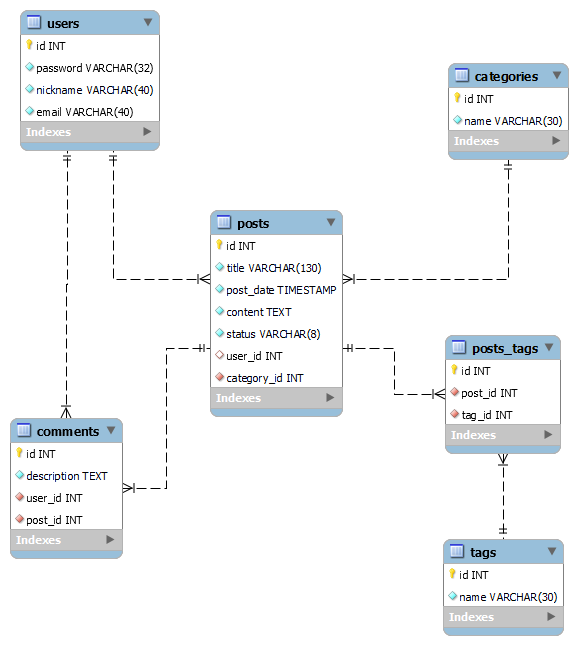 users
id INT
password VARCHAR(32)
nickname VARCHAR(40)
email VARCHAR(40)
Indexes
categories
id INT
name VARCHAR(30)
Indexes
posts
id INT
title VARCHAR(130)
post_date TIMESTAMP
content TEXT
status VARCHAR(8)
user_id INT
category_id INT
Indexes
posts_tags
id INT
post_id INT
tag_id INT
Indexes
comments
id INT
description TEXT
user_id INT
post_id INT
Indexes
tags
id INT
name VARCHAR(30)
Indexes